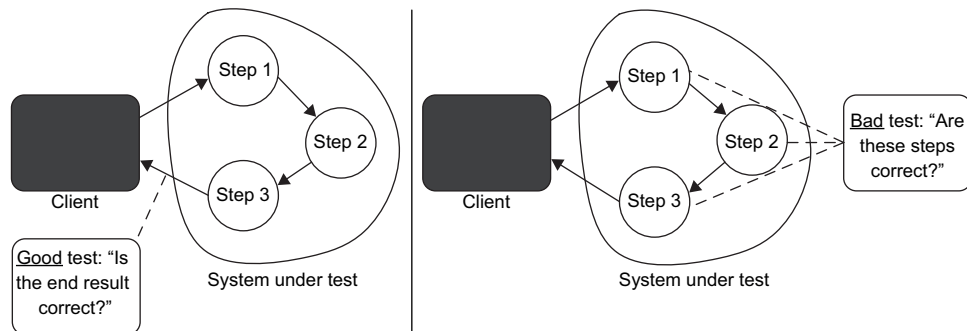 Step 1
Step 2
Step 3
Client
Good test: “Is
the end result
correct?”
System under test
Step 1
Step 2
Step 3
Client
Bad test: “Are
these steps
correct?”
System under test